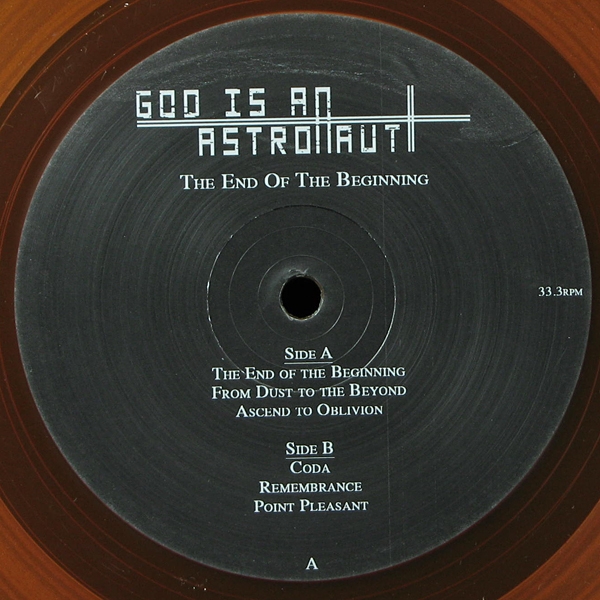 GOD IS AN
ASTRONAUT
The End Of The Beginning
33.3rpm
Side A
The End of the Beginning
From Dust to the Beyond
Ascend to Oblivion
Side B
Coda
Remembrance
Point Pleasant
A